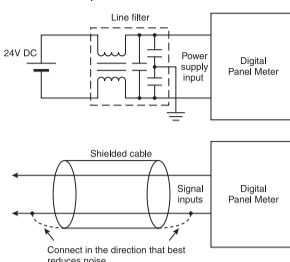 Line filter
24V DC
Power
supply
input
Digital
Panel Meter
Shielded cable
Signal
inputs
Digital
Panel Meter
Connect in the direction that best
reduces noise